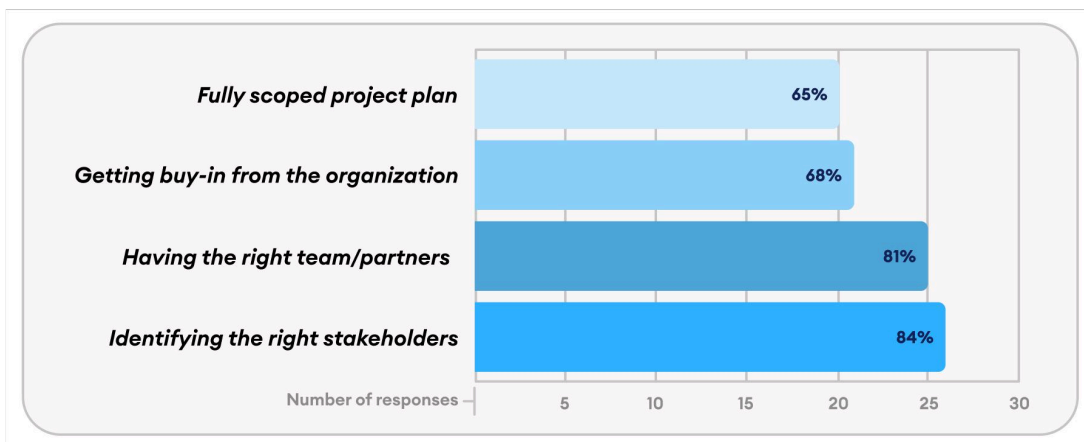 Fully scoped project plan
65%
Getting buy-in from the organization
68%
Having the right team/partners
81%
Identifying the right stakeholders
84%
Number of responses
5 10 15 20 25 30